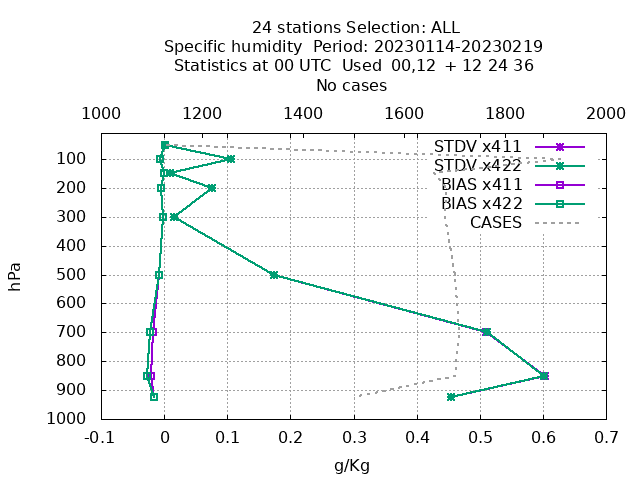 24 stations Selection: ALL
Specific humidity  Period: 20230114-20230219
Statistics at 00 UTC  Used  00,12  + 12 24 36
No cases
1000 1200 1400 1600 1800 2000
STDV x411
STDV x422
BIAS x411
BIAS x422
CASES
hPa
100
200
300
400
500
600
700
800
900
1000
-0.1 0 0.1 0.2 0.3 0.4 0.5 0.6 0.7
g/Kg